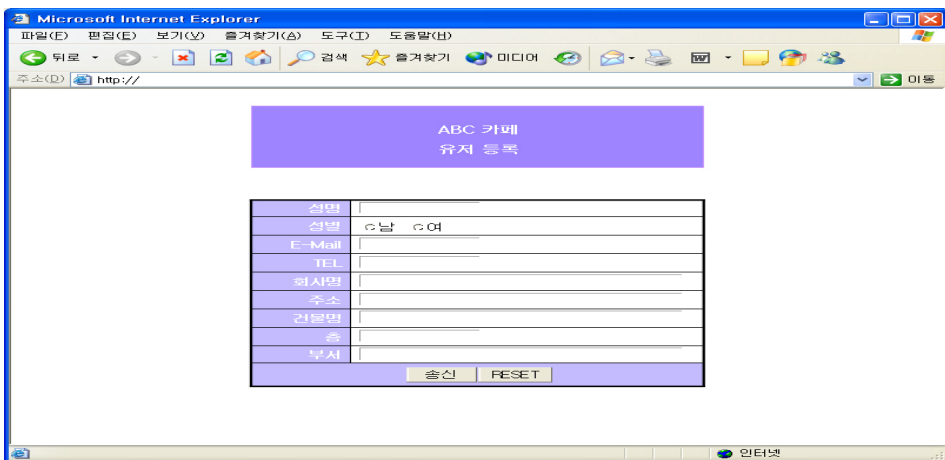 Microsoft Internet Explorer
파일(F) 편집(E) 보기(V) 즐겨찾기(A) 도구(T) 도움말(H)
뒤로 검색 즐겨찾기 미디어
주소(D) http:// 이동
ABC 카페
유저 등록
성명
성별 남 여
E-Mail
TEL
회사명
주소
건물명
층
부서
송신 RESET
인터넷